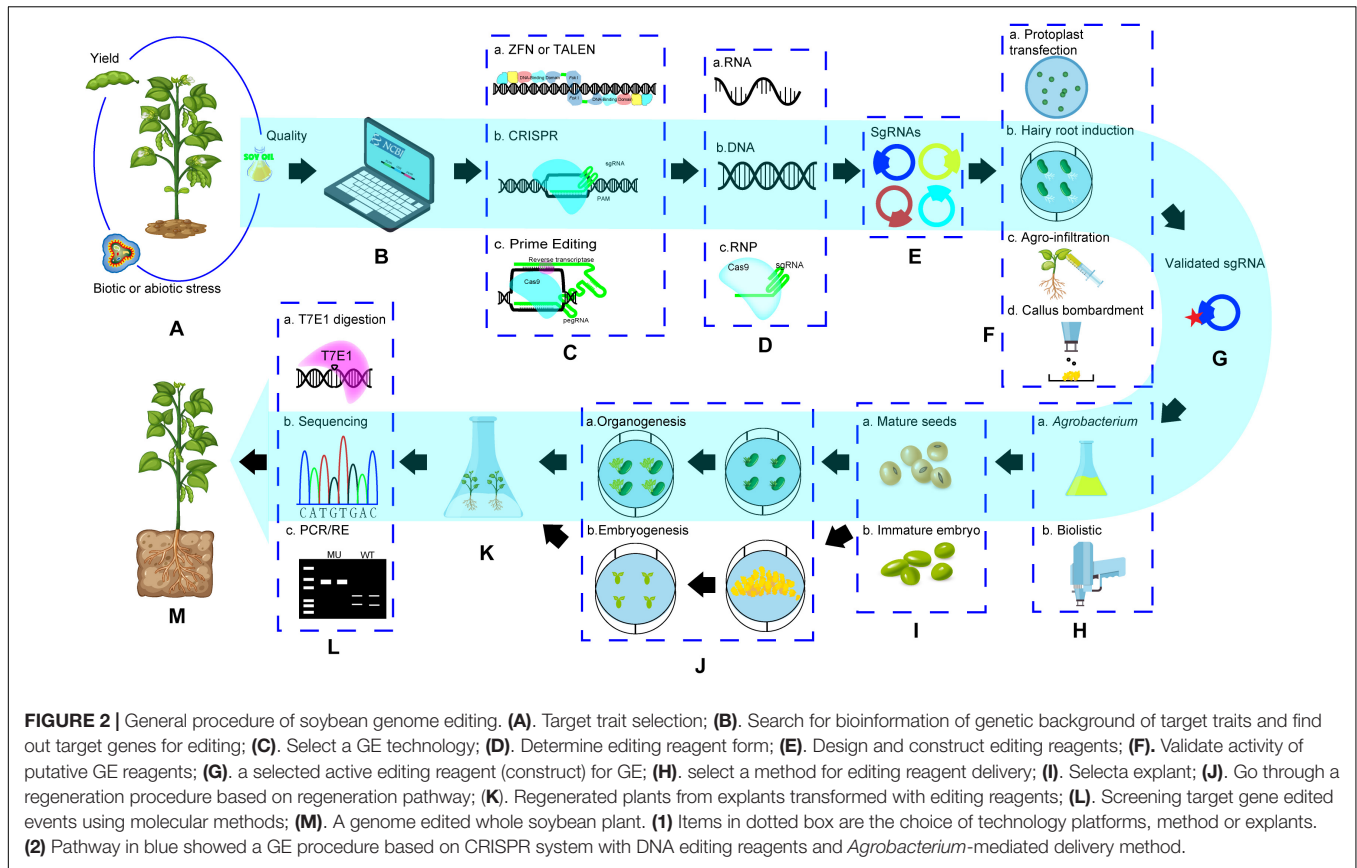 Yield
Quality
SOY OIL
Biotic or abiotic stress
A
NCBI
B
a. ZFN or TALEN
DNA-Binding Domain
Fok I
Fok I
DNA-Binding Domain
b. CRISPR
sgRNA
PAM
c. Prime Editing
Reverse transcriptase
Cas9
pegRNA
C
a.RNA
b.DNA
c.RNP
Cas9
sgRNA
D
SgRNAs
E
a. Protoplast
transfection
b. Hairy root induction
c. Agro-infiltration
d. Callus bombardment
F
Validated sgRNA
G
a. Agrobacterium
b. Biolistic
H
a. Mature seeds
b. Immature embryo
I
a.Organogenesis
b.Embryogenesis
J
K
a. T7E1 digestion
T7E1
b. Sequencing
CATGTGAC
c. PCR/RE
MU WT
L
M
FIGURE 2 | General procedure of soybean genome editing. (A). Target trait selection; (B). Search for bioinformation of genetic background of target traits and find
out target genes for editing; (C). Select a GE technology; (D). Determine editing reagent form; (E). Design and construct editing reagents; (F). Validate activity of
putative GE reagents; (G). a selected active editing reagent (construct) for GE; (H). select a method for editing reagent delivery; (I). Selecta explant; (J). Go through a
regeneration procedure based on regeneration pathway; (K). Regenerated plants from explants transformed with editing reagents; (L). Screening target gene edited
events using molecular methods; (M). A genome edited whole soybean plant. (1) Items in dotted box are the choice of technology platforms, method or explants.
(2) Pathway in blue showed a GE procedure based on CRISPR system with DNA editing reagents and Agrobacterium-mediated delivery method.